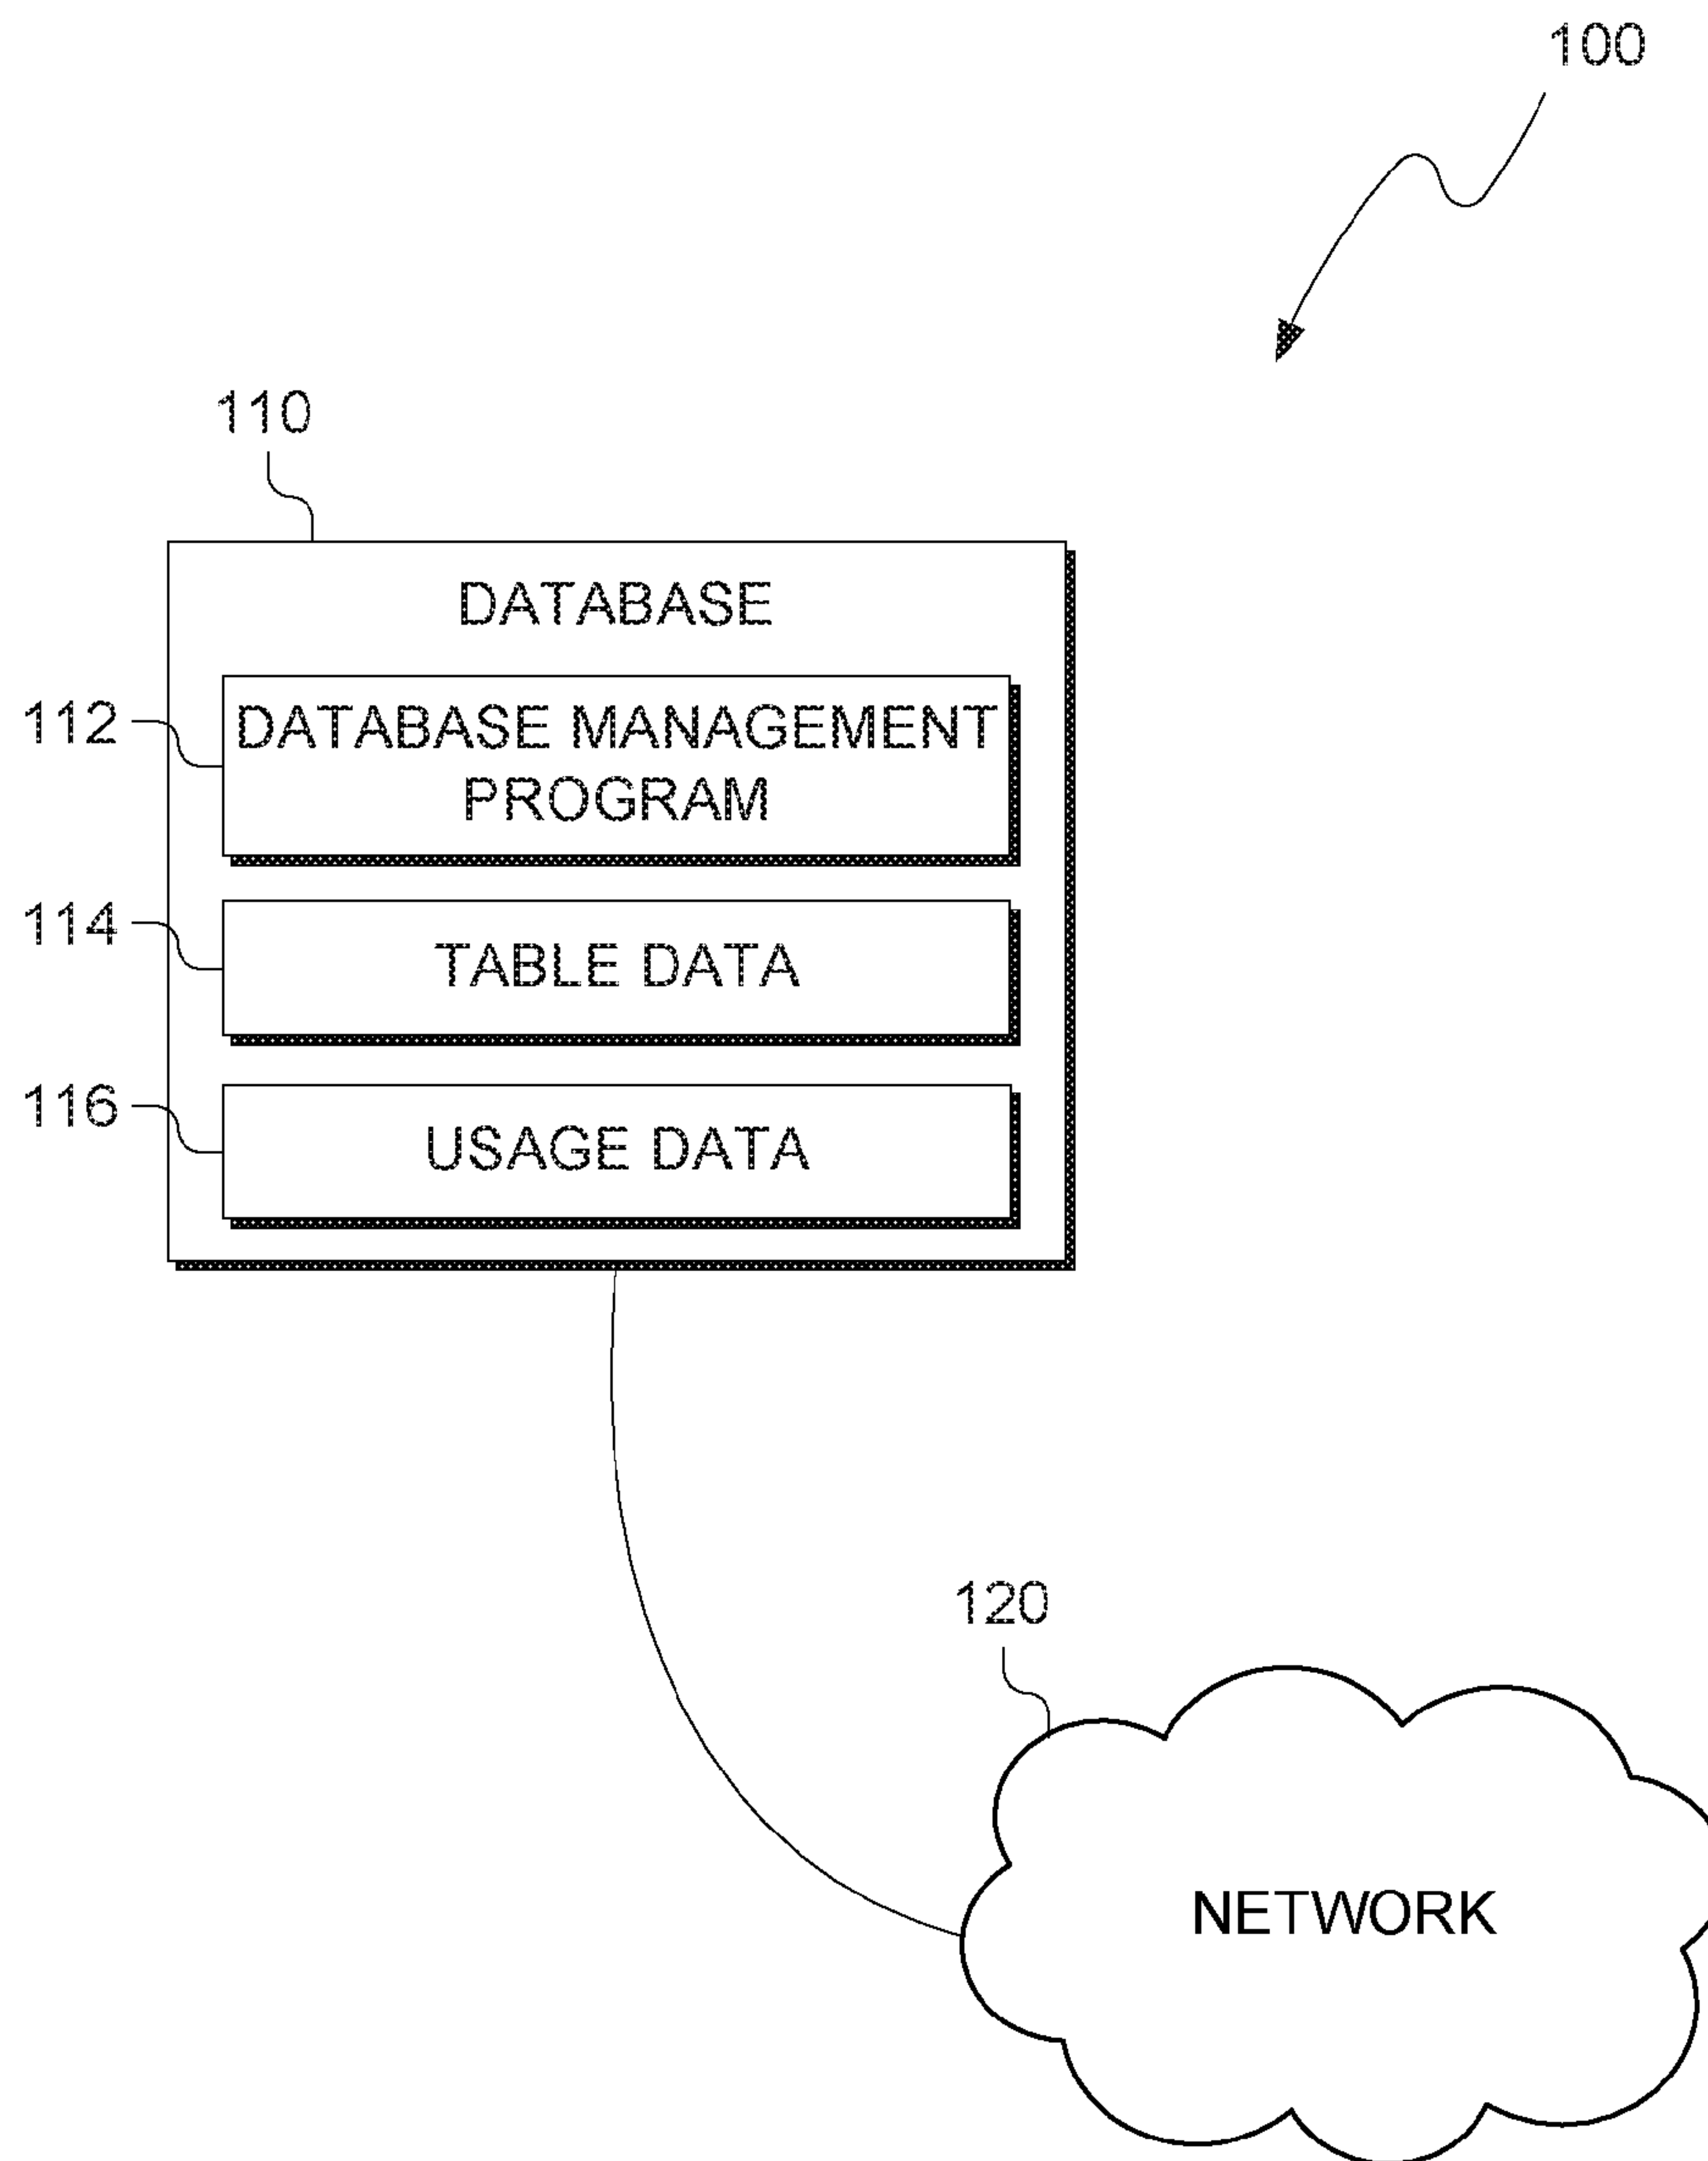 100
110
DATABASE
112
DATABASE MANAGEMENT
PROGRAM
114
TABLE DATA
116
USAGE DATA
120
NETWORK